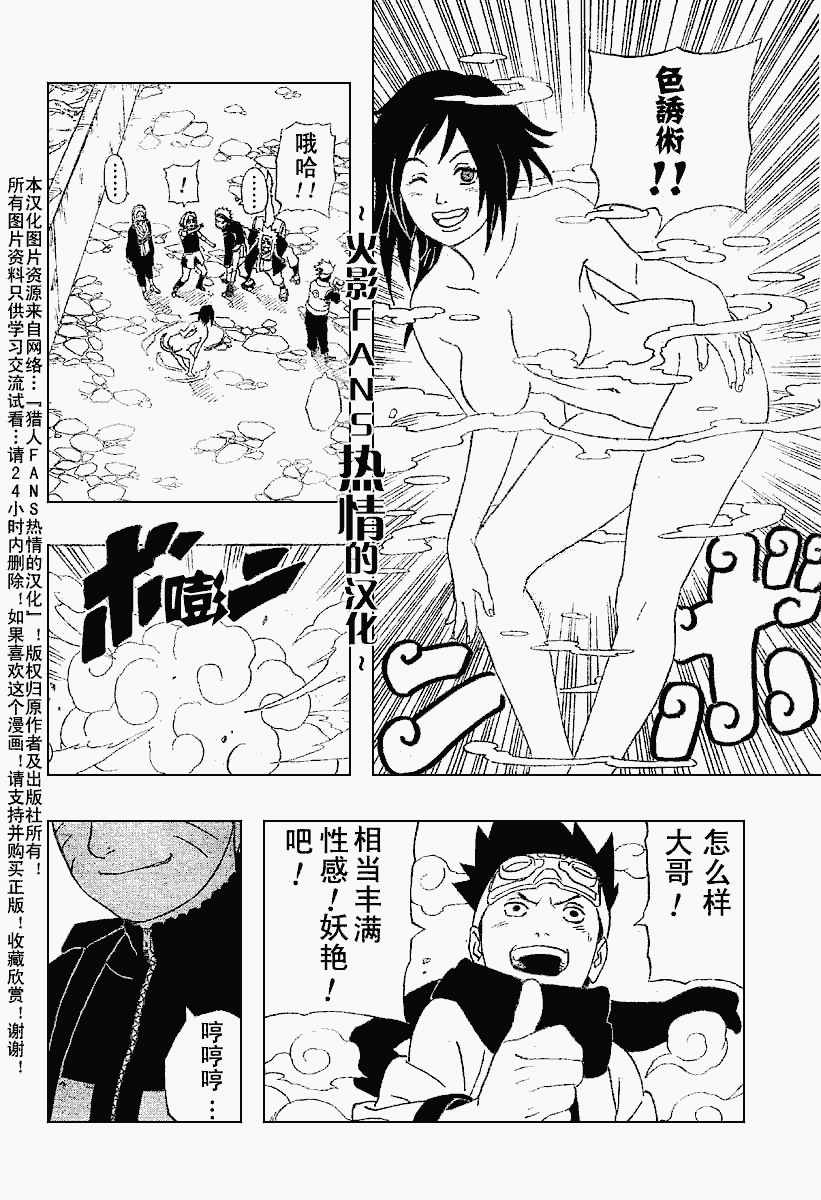 色誘術!!
哦哈!!
……
!
……
ボ
ン
ボン
嘭
怎么样
大哥!
相当丰满
性感!妖艳!
吧!
哼哼哼…
~火影FANS热情的汉化~
本汉化图片资源来自网络…『猎人FANS热情的汉化』!版权归原作者及出版社所有!
所有图片资料只供学习交流试看…请24小时内删除!如果喜欢这个漫画!请支持并购买正版!收藏欣赏!谢谢!